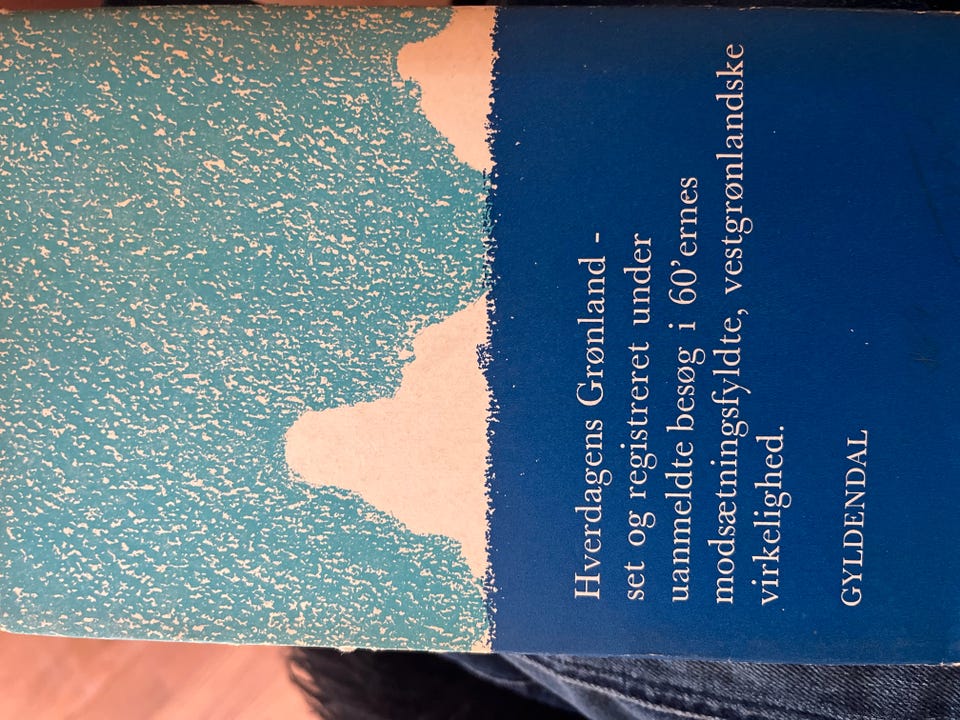 Hverdagens Grønland -
set og registreret under
uanmeldte besøg i 60'ernes
modsætningsfyldte, vestgrønlandske
virkelighed.
GYLDENDAL